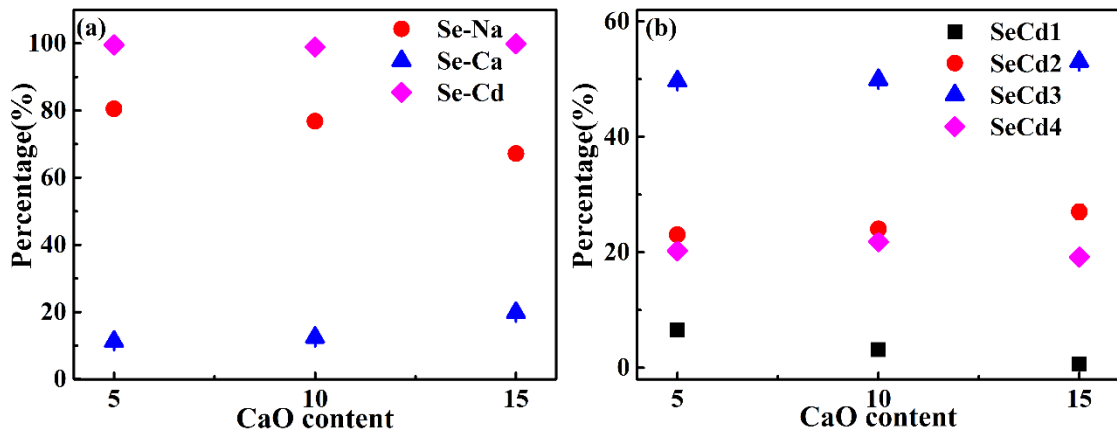 (a)
Se-Na
Se-Ca
Se-Cd
Percentage(%)
100
80
60
40
20
0
5
10
15
CaO content
(b)
SeCd1
SeCd2
SeCd3
SeCd4
Percentage(%)
60
40
20
0
5
10
15
CaO content